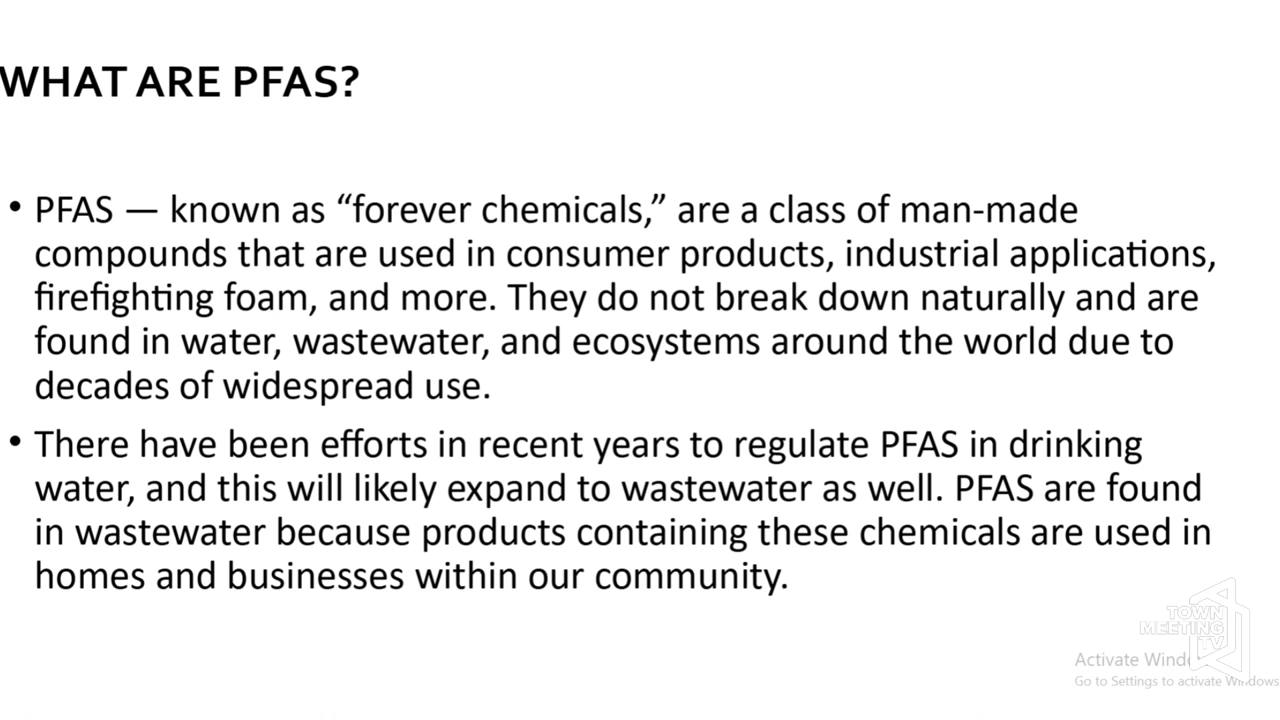 WHAT ARE PFAS?
• PFAS — known as “forever chemicals,” are a class of man-made
compounds that are used in consumer products, industrial applications,
firefighting foam, and more. They do not break down naturally and are
found in water, wastewater, and ecosystems around the world due to
decades of widespread use.
• There have been efforts in recent years to regulate PFAS in drinking
water, and this will likely expand to wastewater as well. PFAS are found
in wastewater because products containing these chemicals are used in
homes and businesses within our community.
TOWN
MEETING
TV
Activate Windows
Go to Settings to activate Windows